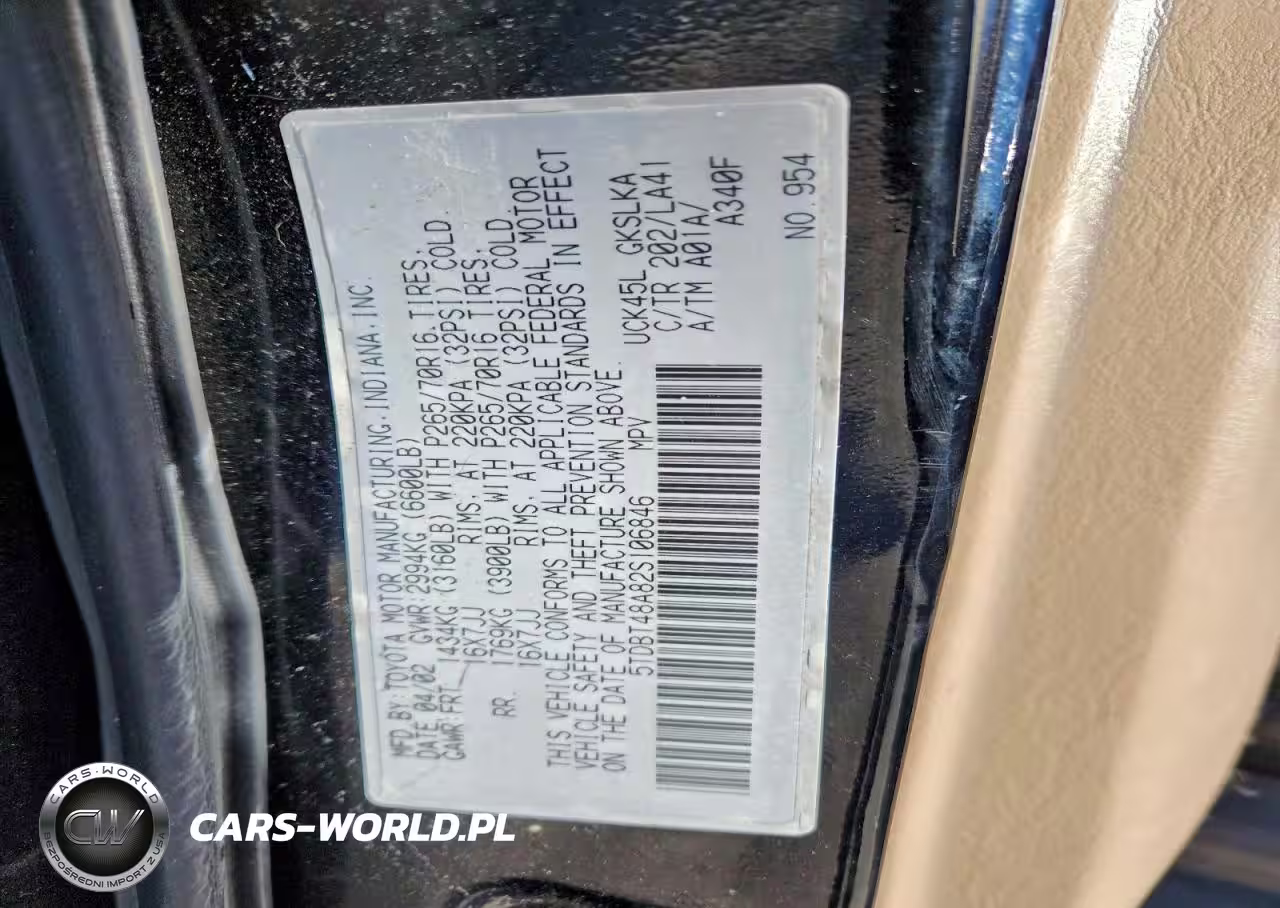 MFD.BY:TOYOTA MOTOR MANUFACTURING.INDIANA.INC.
DATE 04/02 GVWR:2994KG (6600LB)
GAWR:FRT. 1434KG (3160LB) WITH P265/70R16 TIRES.
16X7JJ RIMS. AT 220KPA (32PSI) COLD.
RR. 1769KG (3900LB) WITH P265/70R16 TIRES.
16X7JJ RIMS. AT 220KPA (32PSI) COLD
THIS VEHICLE CONFORMS TO ALL APPLICABLE FEDERAL MOTOR
VEHICLE SAFETY AND THEFT PREVENTION STANDARDS IN EFFECT
ON THE DATE OF MANUFACTURE SHOWN ABOVE.
5TDBT48A82S106846 MPV
UCK45L GKSLKA
C/TR 202/LA41
A/TM A01A/
A340F
NO.954
CARS-WORLD
CW
BEZPOŚREDNI IMPORT Z USA
CARS-WORLD.PL